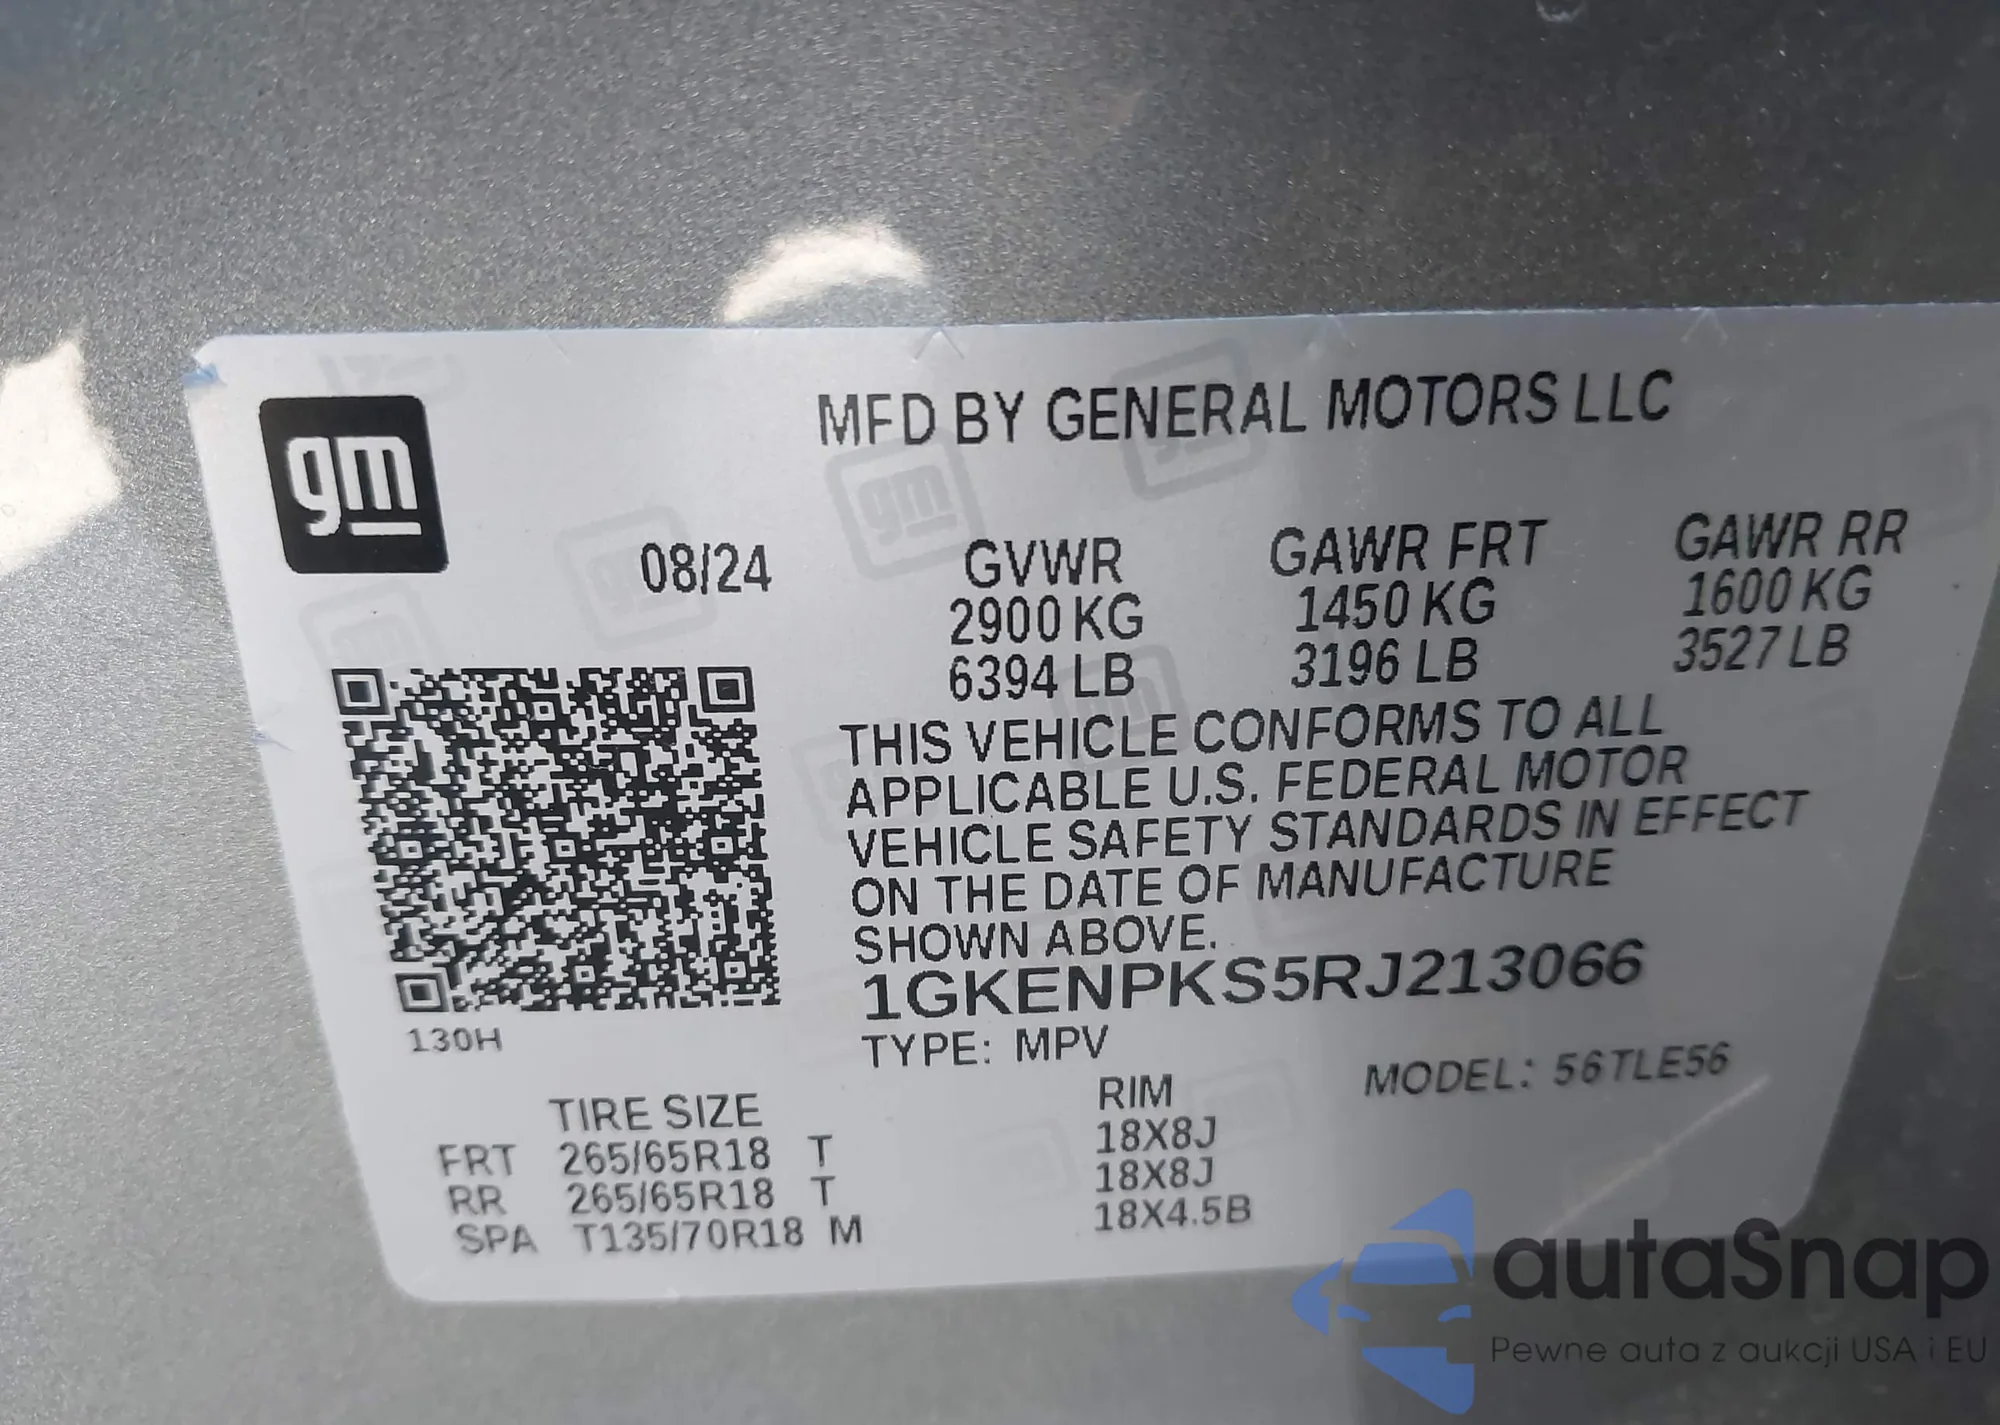 gm
MFD BY GENERAL MOTORS LLC
08/24
GVWR GAWR FRT GAWR RR
2900 KG 1450 KG 1600 KG
6394 LB 3196 LB 3527 LB
THIS VEHICLE CONFORMS TO ALL
APPLICABLE U.S. FEDERAL MOTOR
VEHICLE SAFETY STANDARDS IN EFFECT
ON THE DATE OF MANUFACTURE
SHOWN ABOVE.
1GKENPKS5RJ213066
130H
TYPE: MPV
MODEL: 56TLE56
TIRE SIZE RIM
FRT 265/65R18 T 18X8J
RR 265/65R18 T 18X8J
SPA T135/70R18 M 18X4.5B
autaSnap
Pewne auta z aukcji USA i EU